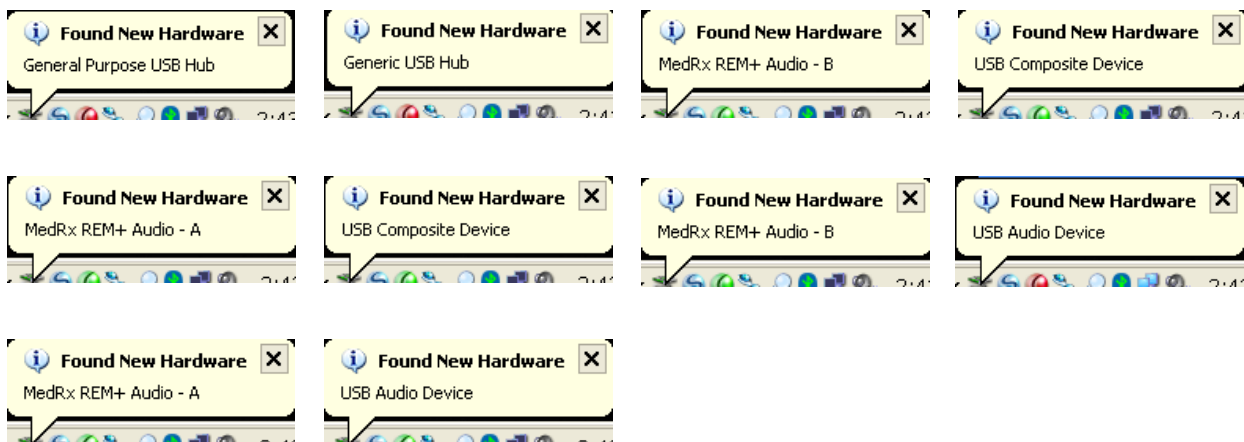 Found New Hardware
General Purpose USB Hub
Found New Hardware
Generic USB Hub
Found New Hardware
MedRx REM+ Audio - B
Found New Hardware
USB Composite Device
Found New Hardware
MedRx REM+ Audio - A
Found New Hardware
USB Composite Device
Found New Hardware
MedRx REM+ Audio - B
Found New Hardware
USB Audio Device
Found New Hardware
MedRx REM+ Audio - A
Found New Hardware
USB Audio Device